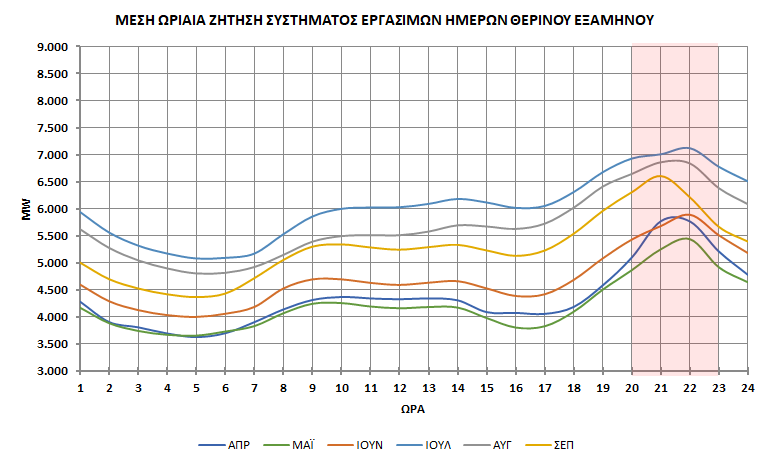 ΜΕΣΗ ΩΡΙΑΙΑ ΖΗΤΗΣΗ ΣΥΣΤΗΜΑΤΟΣ ΕΡΓΑΣΙΜΩΝ ΗΜΕΡΩΝ ΘΕΡΙΝΟΥ ΕΞΑΜΗΝΟΥ
9.000
8.500
8.000
7.500
7.000
6.500
6.000
5.500
5.000
4.500
4.000
3.500
3.000
MW
1 2 3 4 5 6 7 8 9 10 11 12 13 14 15 16 17 18 19 20 21 22 23 24
ΩΡΑ
ΑΠΡ ΜΑΪ ΙΟΥΝ ΙΟΥΛ ΑΥΓ ΣΕΠ